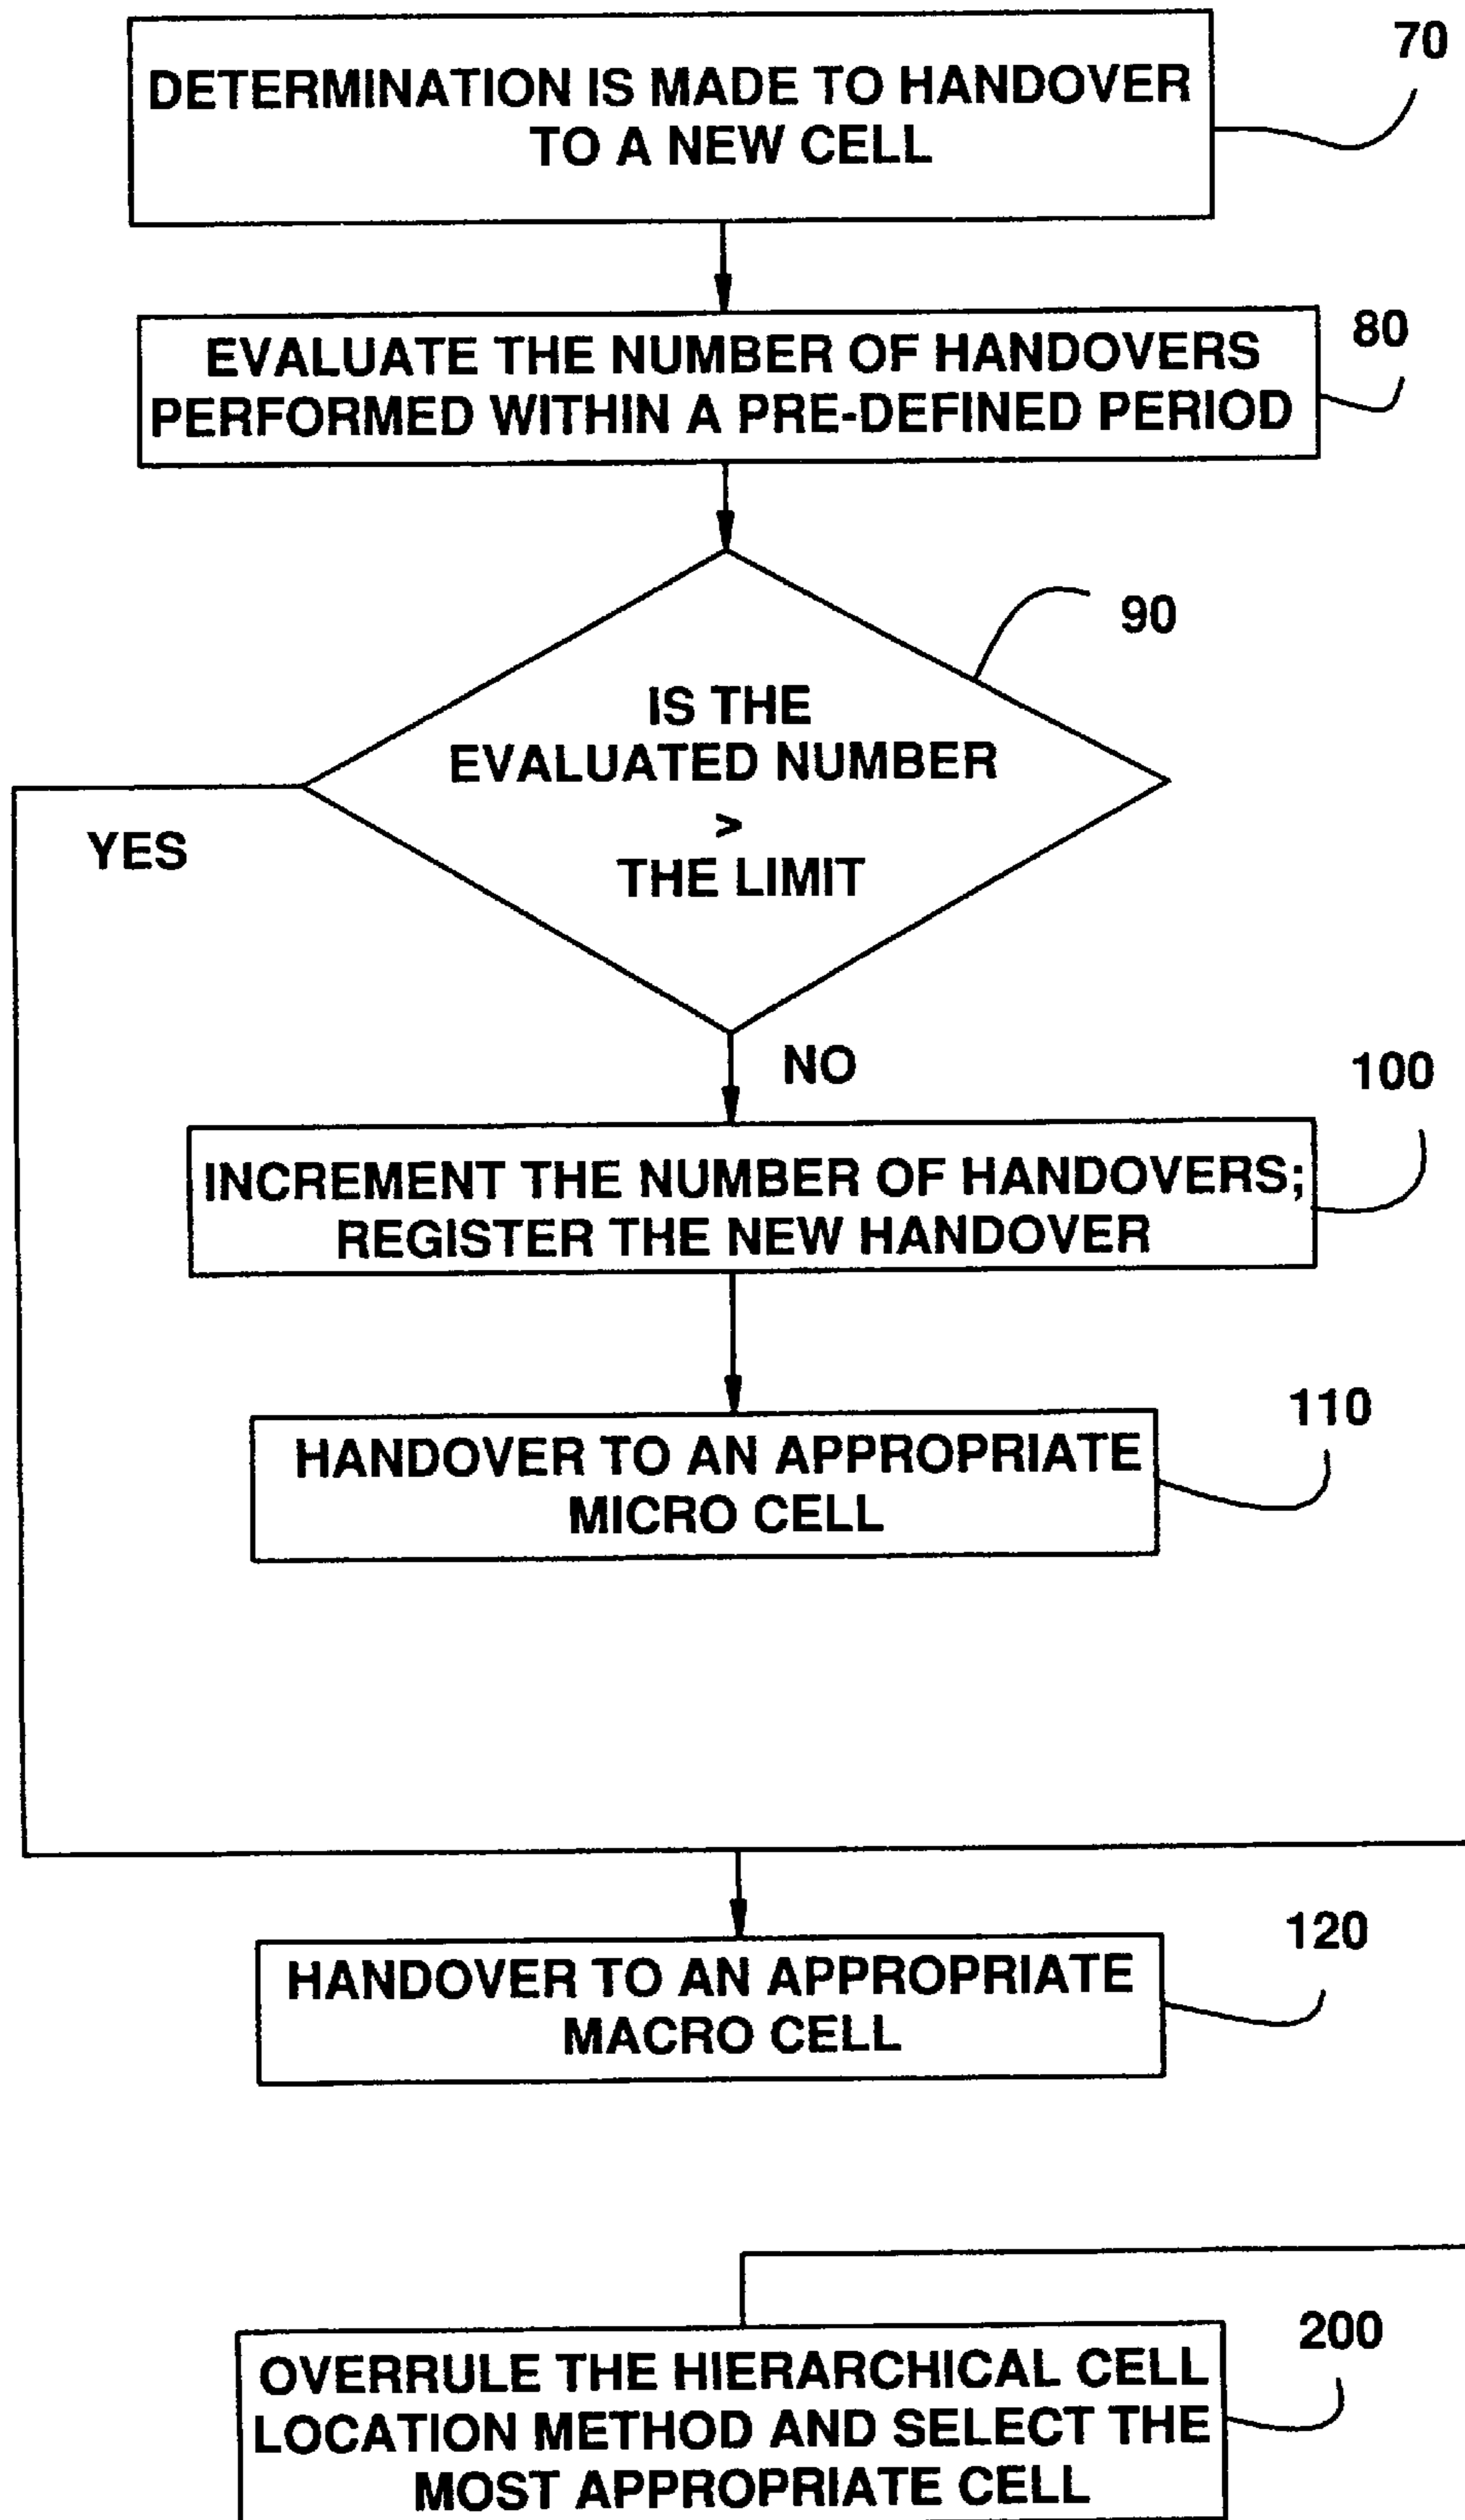 70
DETERMINATION IS MADE TO HANDOVER
TO A NEW CELL
80
EVALUATE THE NUMBER OF HANDOVERS
PERFORMED WITHIN A PRE-DEFINED PERIOD
90
IS THE
EVALUATED NUMBER
>
THE LIMIT
YES
NO
100
INCREMENT THE NUMBER OF HANDOVERS;
REGISTER THE NEW HANDOVER
110
HANDOVER TO AN APPROPRIATE
MICRO CELL
120
HANDOVER TO AN APPROPRIATE
MACRO CELL
200
OVERRULE THE HIERARCHICAL CELL
LOCATION METHOD AND SELECT THE
MOST APPROPRIATE CELL